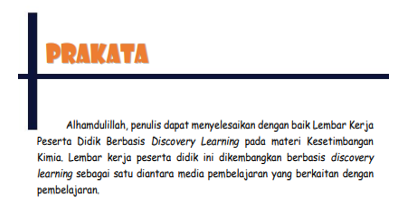 PRAKATA
Alhamdulillah, penulis dapat menyelesaikan dengan baik Lembar Kerja
Peserta Didik Berbasis Discovery Learning pada materi Kesetimbangan
Kimia. Lembar kerja peserta didik ini dikembangkan berbasis discovery
learning sebagai satu diantara media pembelajaran yang berkaitan dengan
pembelajaran.